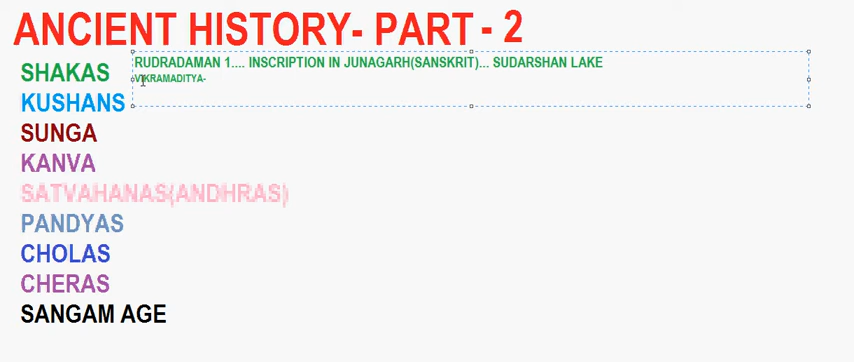 ANCIENT HISTORY- PART - 2
SHAKAS
RUDRADAMAN 1.... INSCRIPTION IN JUNAGARH(SANSKRIT)... SUDARSHAN LAKE
VIKRAMADITYA-
KUSHANS
SUNGA
KANVA
SATVAHANAS(ANDHRAS)
PANDYAS
CHOLAS
CHERAS
SANGAM AGE